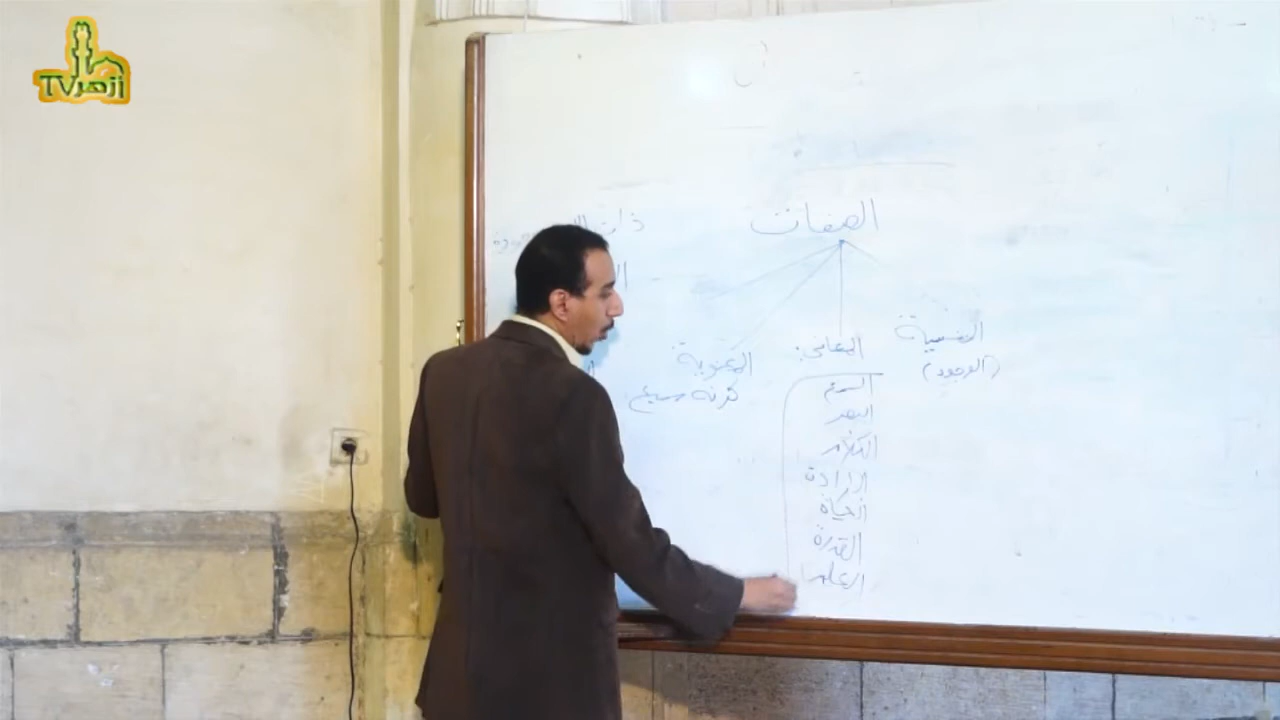 أزهر TV
الصفات
النفسية
(الوجود)
المعاني:
السمع
البصر
الكلام
الإرادة
الحياة
القدرة
العلم
المعنوية
كونه سميع